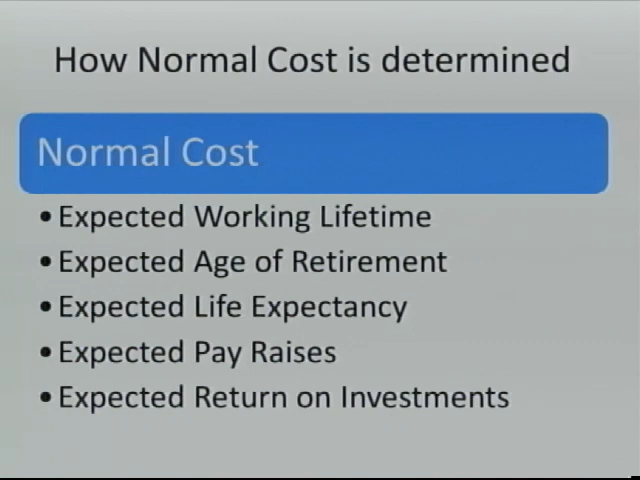 How Normal Cost is determined
Normal Cost
• Expected Working Lifetime
• Expected Age of Retirement
• Expected Life Expectancy
• Expected Pay Raises
• Expected Return on Investments